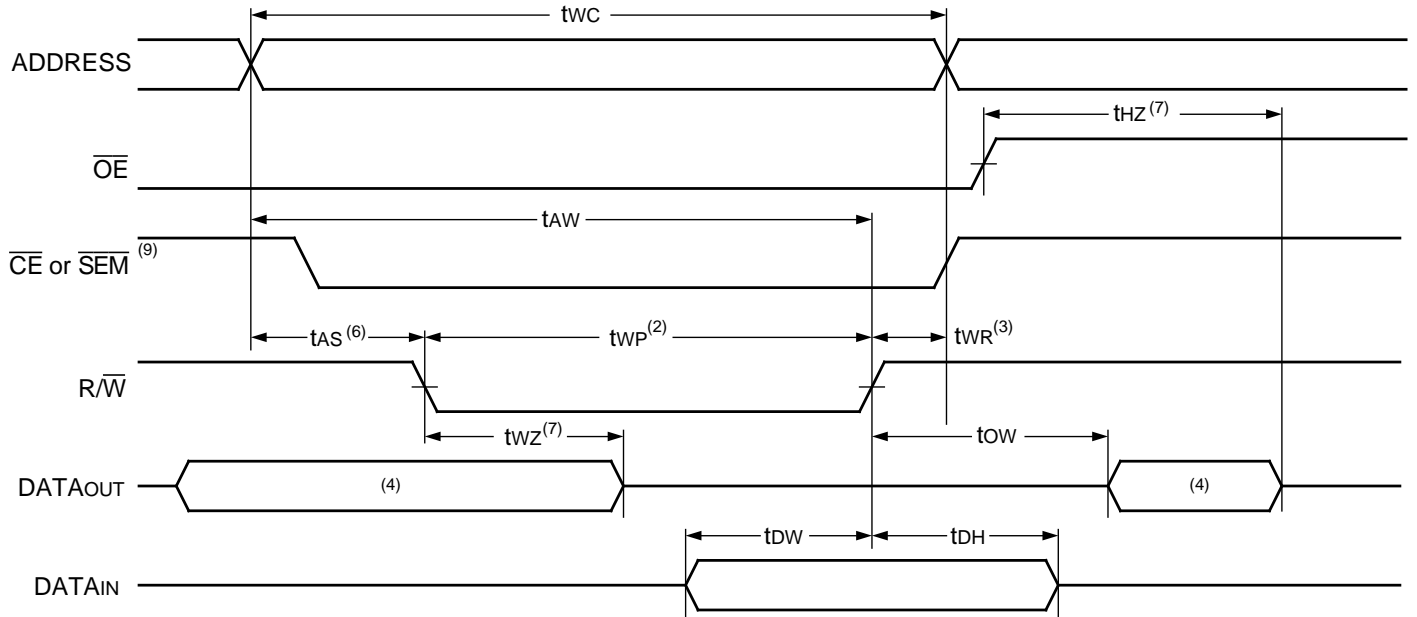 tWC
ADDRESS
tHZ (7)
OE
tAW
CE or SEM (9)
tAS (6)
tWP(2)
tWR(3)
R/W
tWZ(7)
tOW
DATAOUT
(4)
(4)
tDW
tDH
DATAIN